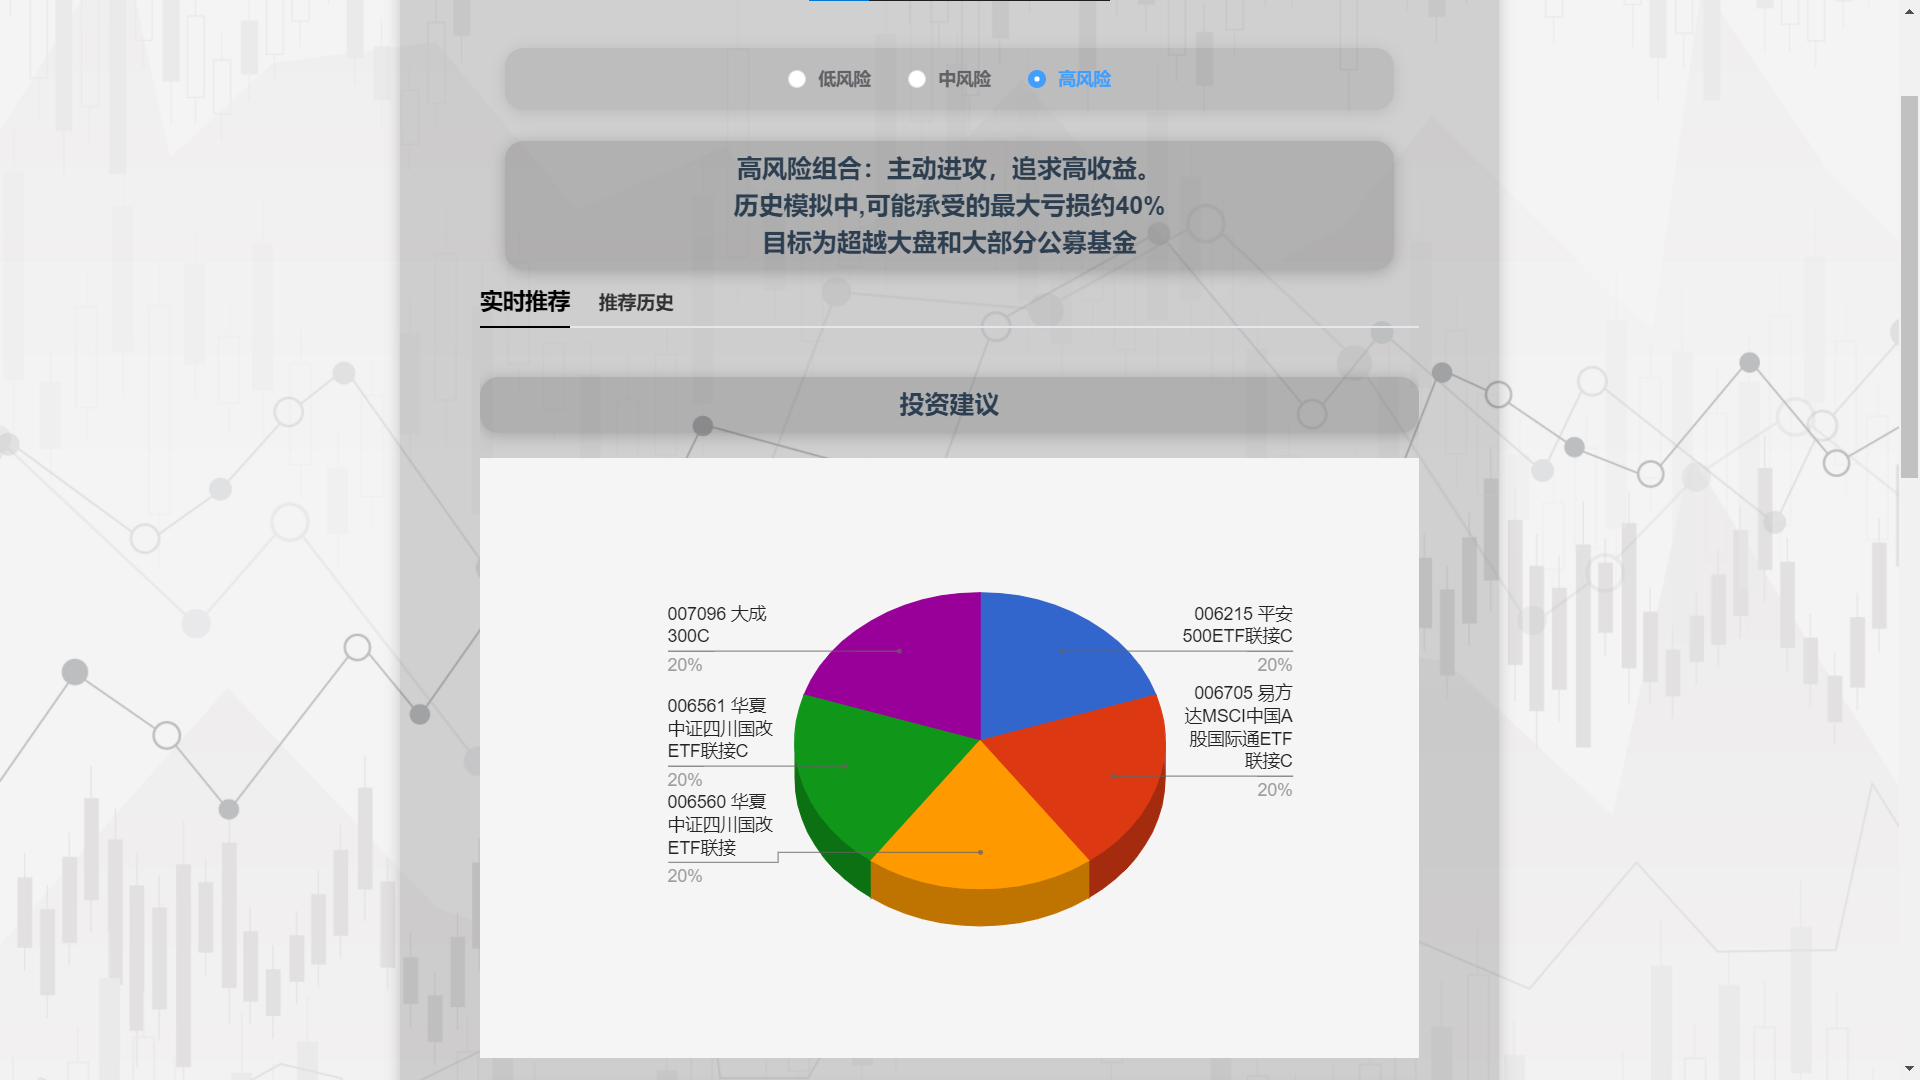 低风险 中风险 高风险
高风险组合：主动进攻，追求高收益。
历史模拟中,可能承受的最大亏损约40%
目标为超越大盘和大部分公募基金
实时推荐 推荐历史
投资建议
007096 大成
300C
20%
006561 华夏
中证四川国改
ETF联接C
20%
006560 华夏
中证四川国改
ETF联接
20%
006215 平安
500ETF联接C
20%
006705 易方
达MSCI中国A
股国际通ETF
联接C
20%